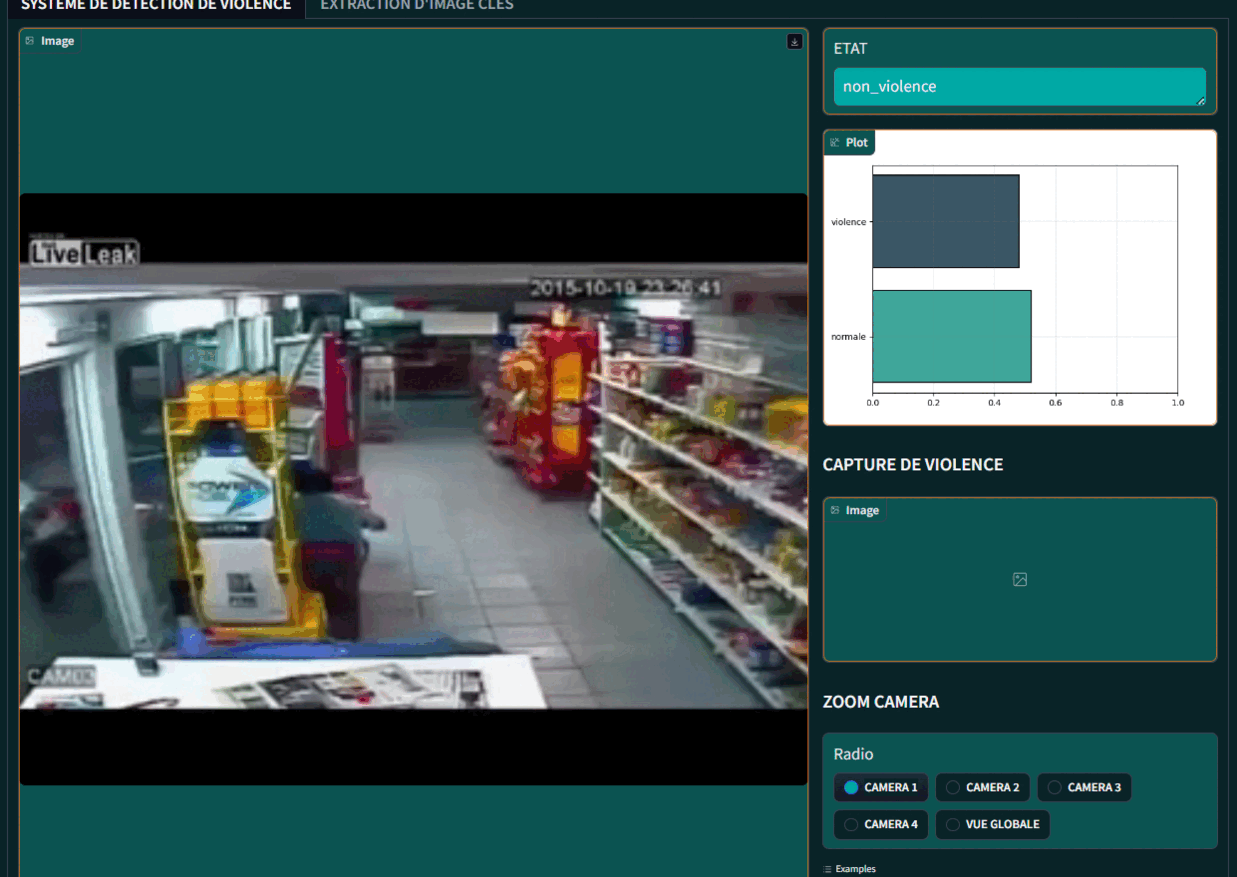 SYSTEME DE DETECTION DE VIOLENCE
EXTRACTION D'IMAGE CLES
Image
LiveLeak
2015-10-19 23:26:41
POWER
CAM03
ETAT
non_violence
Plot
violence
normale
0.0 0.2 0.4 0.6 0.8 1.0
CAPTURE DE VIOLENCE
Image
ZOOM CAMERA
Radio
CAMERA 1
CAMERA 2
CAMERA 3
CAMERA 4
VUE GLOBALE
Examples